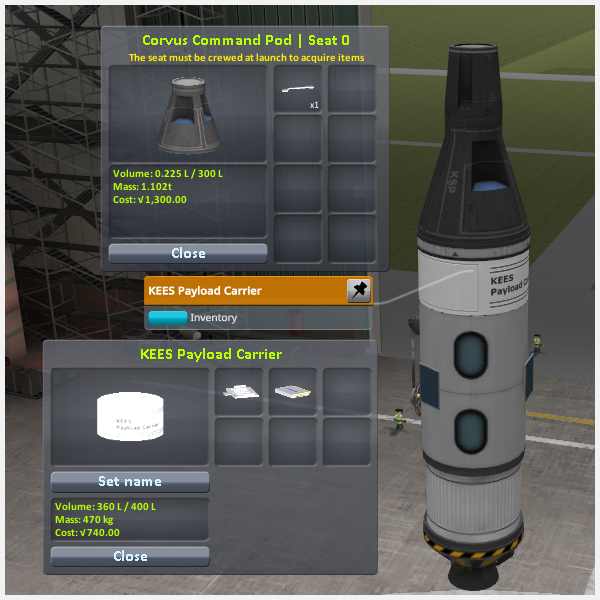 Corvus Command Pod | Seat 0
The seat must be crewed at launch to acquire items
x1
Volume: 0.225 L / 300 L
Mass: 1.102t
Cost: √1,300.00
Close
KSP
KEES Payload Carrier
Inventory
KEES
Payload C
KEES Payload Carrier
KEES
Payload Carrier
Set name
Volume: 360 L / 400 L
Mass: 470 kg
Cost: √740.00
Close